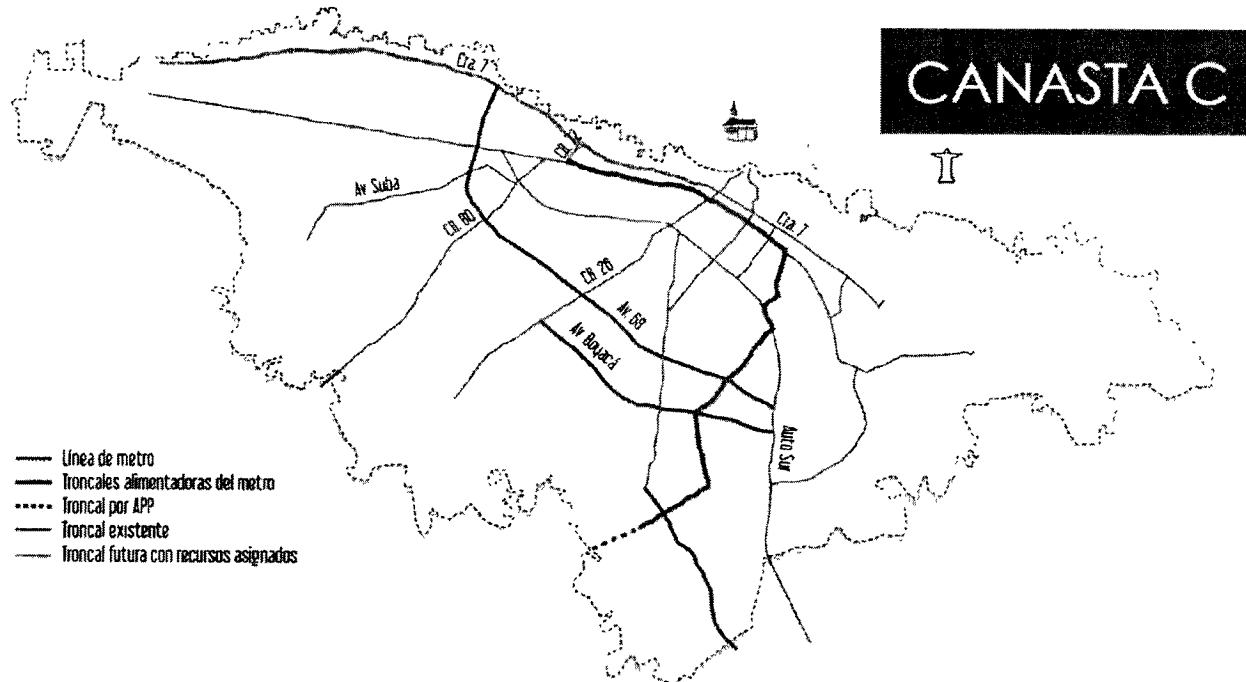 CANASTA C
Cra. 7
Cll. 72
Av Suba
Cll. 80
Cra. 7
Cll 26
Av. 68
Av Boyacá
Auto Sur
Línea de metro
Troncales alimentadoras del metro
Troncal por APP
Troncal existente
Troncal futura con recursos asignados